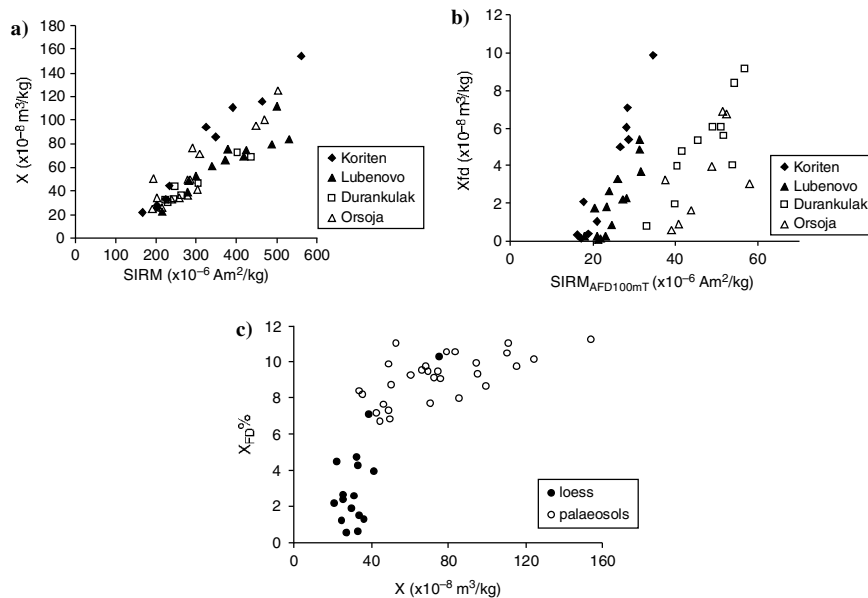 a)
X (x10⁻⁸ m³/kg)
180
160
140
120
100
80
60
40
20
0
0 100 200 300 400 500 600
SIRM (x10⁻⁶ Am²/kg)
◆ Koriten
▲ Lubenovo
□ Durankulak
△ Orsoja
b)
Xfd (x10⁻⁸ m³/kg)
12
10
8
6
4
2
0
0 20 40 60
SIRM_AFD100mT (x10⁻⁶ Am²/kg)
◆ Koriten
▲ Lubenovo
□ Durankulak
△ Orsoja
c)
X_FD%
12
10
8
6
4
2
0
0 40 80 120 160
X (x10⁻⁸ m³/kg)
● loess
○ palaeosols